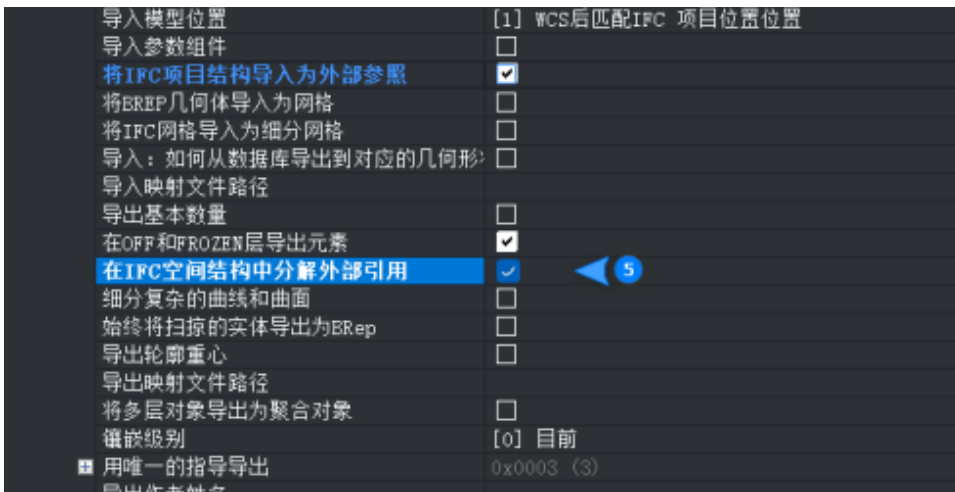 导入模型位置 [1] WCS后匹配IFC 项目位置位置
导入参数组件
将IFC项目结构导入为外部参照
将BREP几何体导入为网格
将IFC网格导入为细分网格
导入：如何从数据库导出到对应的几何形
导入映射文件路径
导出基本数量
在OFF和FROZEN层导出元素
在IFC空间结构中分解外部引用 5
细分复杂的曲线和曲面
始终将扫掠的实体导出为BRep
导出轮廓重心
导出映射文件路径
将多层对象导出为聚合对象
镶嵌级别 [0] 目前
用唯一的指导导出 0x0003 (3)